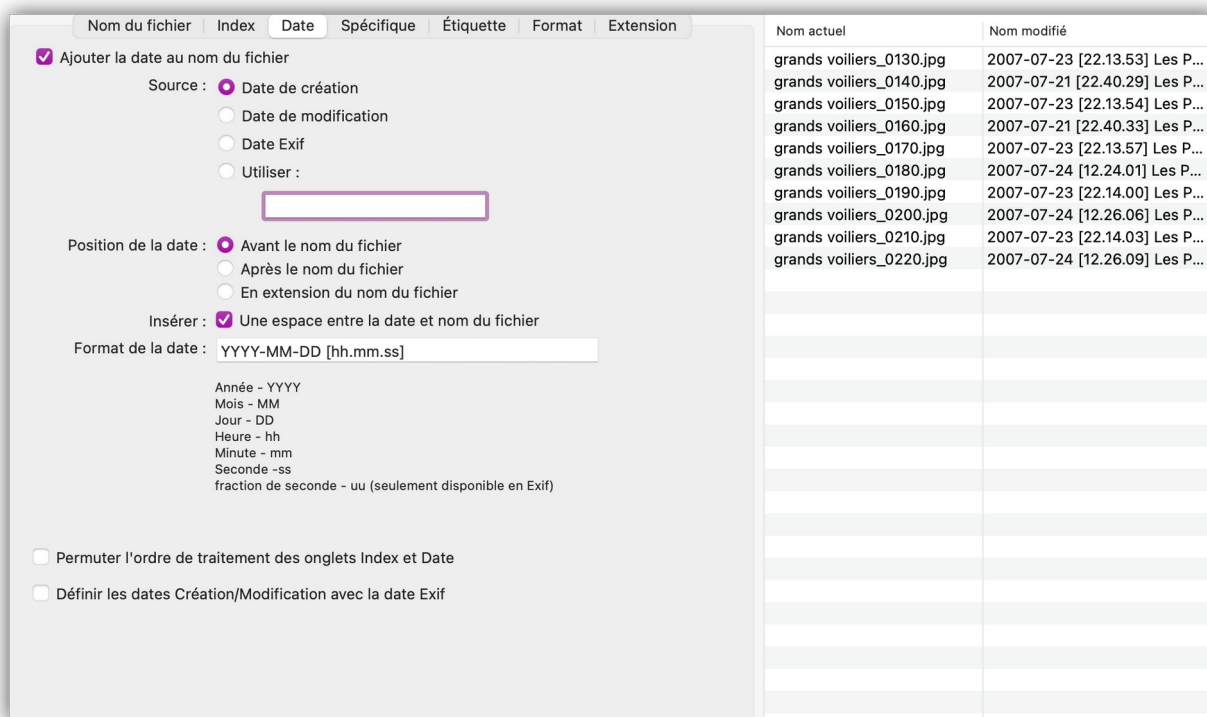 Nom du fichier Index Date Spécifique Étiquette Format Extension
Ajouter la date au nom du fichier
Source : Date de création
Date de modification
Date Exif
Utiliser :
Position de la date : Avant le nom du fichier
Après le nom du fichier
En extension du nom du fichier
Insérer : Une espace entre la date et nom du fichier
Format de la date : YYYY-MM-DD [hh.mm.ss]
Année - YYYY
Mois - MM
Jour - DD
Heure - hh
Minute - mm
Seconde -ss
fraction de seconde - uu (seulement disponible en Exif)
Permuter l'ordre de traitement des onglets Index et Date
Définir les dates Création/Modification avec la date Exif
Nom actuel Nom modifié
grands voiliers_0130.jpg 2007-07-23 [22.13.53] Les P...
grands voiliers_0140.jpg 2007-07-21 [22.40.29] Les P...
grands voiliers_0150.jpg 2007-07-23 [22.13.54] Les P...
grands voiliers_0160.jpg 2007-07-21 [22.40.33] Les P...
grands voiliers_0170.jpg 2007-07-23 [22.13.57] Les P...
grands voiliers_0180.jpg 2007-07-24 [12.24.01] Les P...
grands voiliers_0190.jpg 2007-07-23 [22.14.00] Les P...
grands voiliers_0200.jpg 2007-07-24 [12.26.06] Les P...
grands voiliers_0210.jpg 2007-07-23 [22.14.03] Les P...
grands voiliers_0220.jpg 2007-07-24 [12.26.09] Les P...